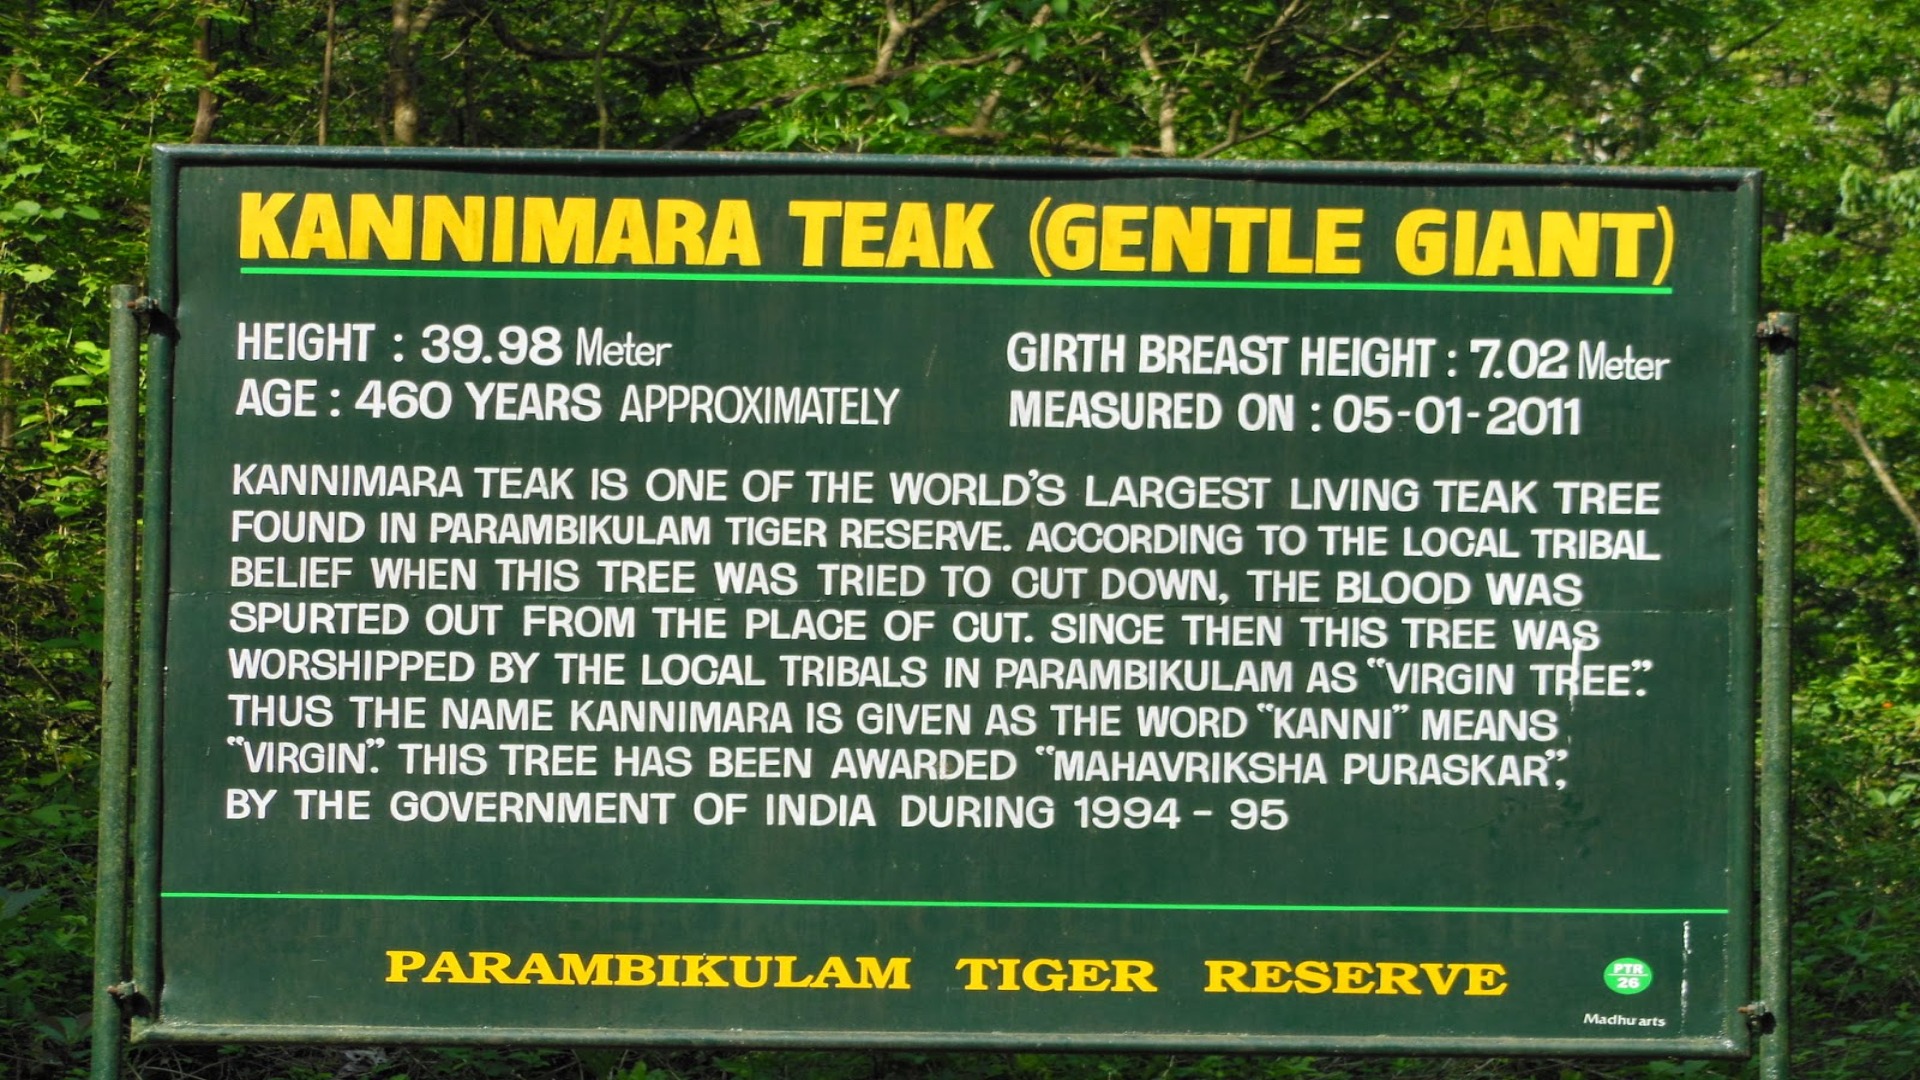 KANNIMARA TEAK (GENTLE GIANT)
HEIGHT : 39.98 Meter
GIRTH BREAST HEIGHT : 7.02 Meter
AGE : 460 YEARS APPROXIMATELY
MEASURED ON : 05-01-2011
KANNIMARA TEAK IS ONE OF THE WORLD'S LARGEST LIVING TEAK TREE
FOUND IN PARAMBIKULAM TIGER RESERVE. ACCORDING TO THE LOCAL TRIBAL
BELIEF WHEN THIS TREE WAS TRIED TO CUT DOWN, THE BLOOD WAS
SPURTED OUT FROM THE PLACE OF CUT. SINCE THEN THIS TREE WAS
WORSHIPPED BY THE LOCAL TRIBALS IN PARAMBIKULAM AS "VIRGIN TREE".
THUS THE NAME KANNIMARA IS GIVEN AS THE WORD "KANNI" MEANS
"VIRGIN". THIS TREE HAS BEEN AWARDED "MAHAVRIKSHA PURASKAR",
BY THE GOVERNMENT OF INDIA DURING 1994 - 95
PARAMBIKULAM TIGER RESERVE
PTR
26
Madhu arts